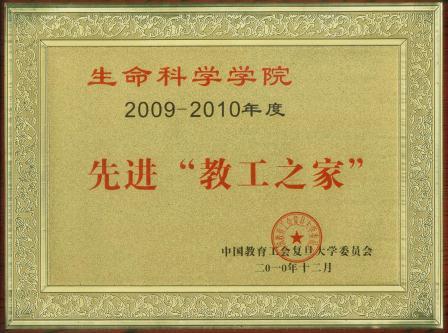 生命科学学院
2009-2010年度
先进“教工之家”
中国教育工会复旦大学委员会
二〇一〇年十二月